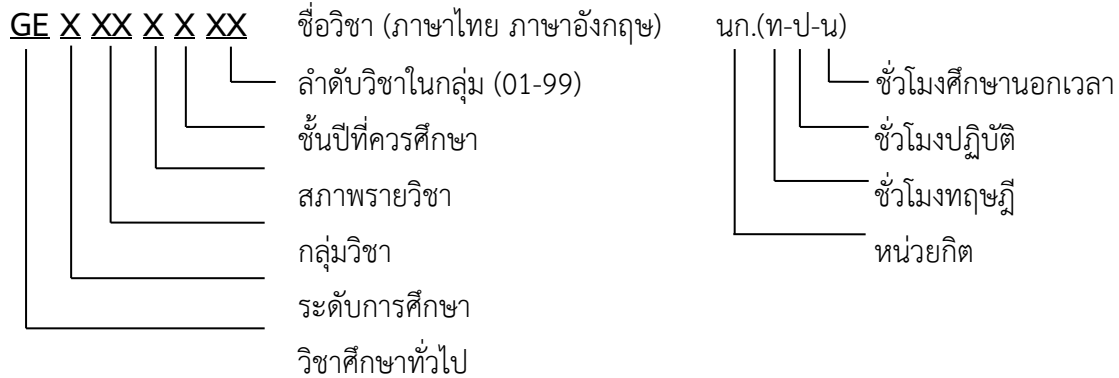 GE X XX X X XX ชื่อวิชา (ภาษาไทย ภาษาอังกฤษ) นก.(ท-ป-น)
ลำดับวิชาในกลุ่ม (01-99) ชั่วโมงศึกษานอกเวลา
ชั้นปีที่ควรศึกษา ชั่วโมงปฏิบัติ
สภาพรายวิชา ชั่วโมงทฤษฎี
กลุ่มวิชา หน่วยกิต
ระดับการศึกษา
วิชาศึกษาทั่วไป